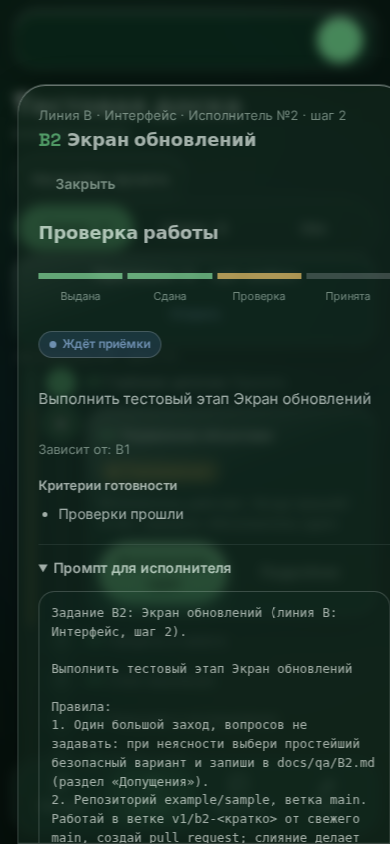 Линия B · Интерфейс · Исполнитель №2 · шаг 2
B2 Экран обновлений
Закрыть
Проверка работы
Выдана Сдана Проверка Принята
Ждёт приёмки
Выполнить тестовый этап Экран обновлений
Зависит от: B1
Критерии готовности
• Проверки прошли
▼ Промпт для исполнителя
Задание B2: Экран обновлений (линия B:
Интерфейс, шаг 2).
Выполнить тестовый этап Экран обновлений
Правила:
1. Один большой заход, вопросов не
задавать: при неясности выбери простейший
безопасный вариант и запиши в docs/qa/B2.md
(раздел «Допущения»).
2. Репозиторий example/sample, ветка main.
Работай в ветке v1/b2-<кратко> от свежего
main, создай pull request; слияние делает